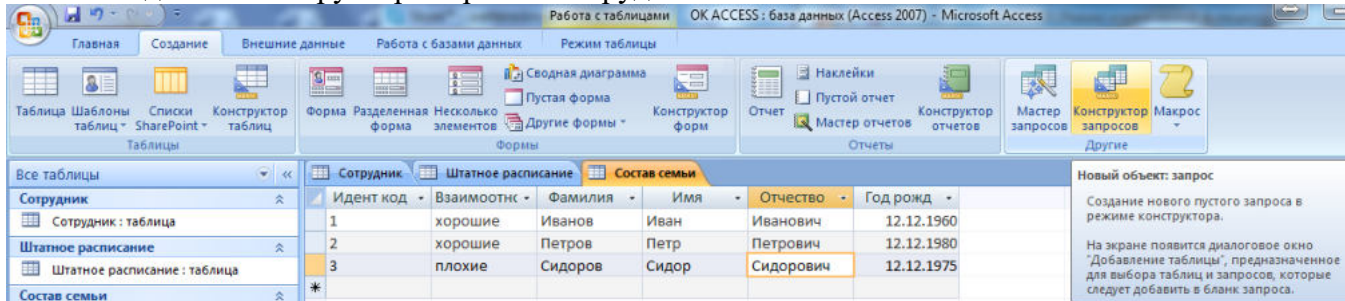 Работа с таблицами OK ACCESS : база данных (Access 2007) - Microsoft Access
Главная Создание Внешние данные Работа с базами данных Режим таблицы
Таблица Шаблоны таблиц Списки SharePoint Конструктор таблиц
Таблицы
Форма Разделенная форма Несколько элементов Сводная диаграмма Пустая форма Другие формы Конструктор форм
Формы
Отчет Наклейки Пустой отчет Мастер отчетов Конструктор отчетов
Отчеты
Мастер запросов Конструктор запросов Макрос
Другие
Все таблицы
Сотрудник
Сотрудник : таблица
Штатное расписание
Штатное расписание : таблица
Состав семьи
Сотрудник Штатное расписание Состав семьи
Идент код Взаимоотнс Фамилия Имя Отчество Год рожд
1 хорошие Иванов Иван Иванович 12.12.1960
2 хорошие Петров Петр Петрович 12.12.1980
3 плохие Сидоров Сидор Сидорович 12.12.1975
*
Новый объект: запрос
Создание нового пустого запроса в
режиме конструктора.
На экране появится диалоговое окно
"Добавление таблицы", предназначенное
для выбора таблиц и запросов, которые
следует добавить в бланк запроса.